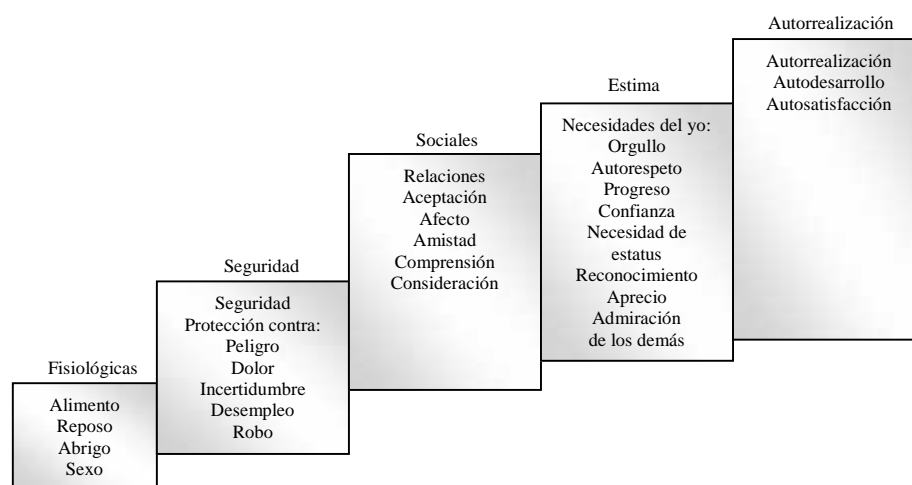 Autorrealización
Autorrealización
Autodesarrollo
Autosatisfacción
Estima
Necesidades del yo:
Orgullo
Autorespeto
Progreso
Confianza
Necesidad de
estatus
Reconocimiento
Aprecio
Admiración
de los demás
Sociales
Relaciones
Aceptación
Afecto
Amistad
Comprensión
Consideración
Seguridad
Seguridad
Protección contra:
Peligro
Dolor
Incertidumbre
Desempleo
Robo
Fisiológicas
Alimento
Reposo
Abrigo
Sexo